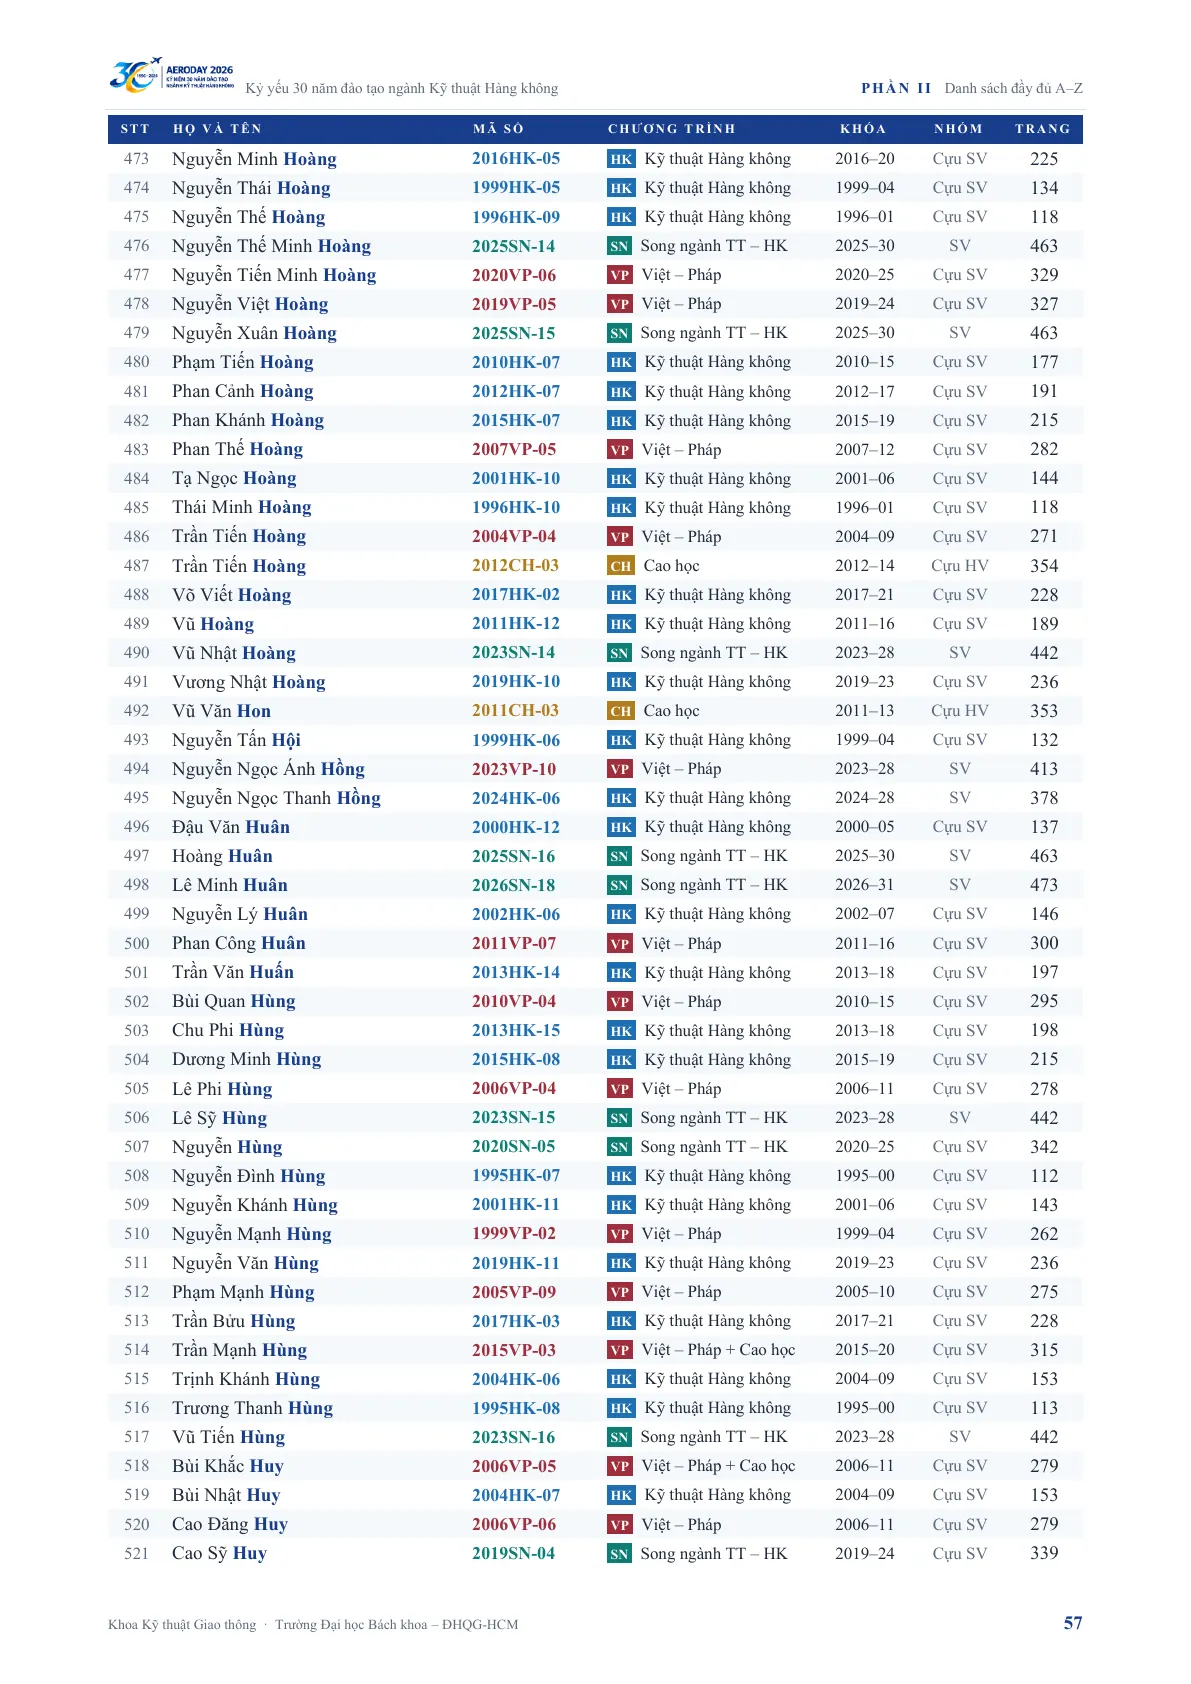 30
1996 - 2026
AERODAY 2026
KỶ NIỆM 30 NĂM ĐÀO TẠO
NGÀNH KỸ THUẬT HÀNG KHÔNG
Kỷ yếu 30 năm đào tạo ngành Kỹ thuật Hàng không
PHẦN II Danh sách đầy đủ A–Z
STT HỌ VÀ TÊN MÃ SỐ CHƯƠNG TRÌNH KHÓA NHÓM TRANG
473 Nguyễn Minh Hoàng 2016HK-05 HK Kỹ thuật Hàng không 2016–20 Cựu SV 225
474 Nguyễn Thái Hoàng 1999HK-05 HK Kỹ thuật Hàng không 1999–04 Cựu SV 134
475 Nguyễn Thế Hoàng 1996HK-09 HK Kỹ thuật Hàng không 1996–01 Cựu SV 118
476 Nguyễn Thế Minh Hoàng 2025SN-14 SN Song ngành TT – HK 2025–30 SV 463
477 Nguyễn Tiến Minh Hoàng 2020VP-06 VP Việt – Pháp 2020–25 Cựu SV 329
478 Nguyễn Việt Hoàng 2019VP-05 VP Việt – Pháp 2019–24 Cựu SV 327
479 Nguyễn Xuân Hoàng 2025SN-15 SN Song ngành TT – HK 2025–30 SV 463
480 Phạm Tiến Hoàng 2010HK-07 HK Kỹ thuật Hàng không 2010–15 Cựu SV 177
481 Phan Cảnh Hoàng 2012HK-07 HK Kỹ thuật Hàng không 2012–17 Cựu SV 191
482 Phan Khánh Hoàng 2015HK-07 HK Kỹ thuật Hàng không 2015–19 Cựu SV 215
483 Phan Thế Hoàng 2007VP-05 VP Việt – Pháp 2007–12 Cựu SV 282
484 Tạ Ngọc Hoàng 2001HK-10 HK Kỹ thuật Hàng không 2001–06 Cựu SV 144
485 Thái Minh Hoàng 1996HK-10 HK Kỹ thuật Hàng không 1996–01 Cựu SV 118
486 Trần Tiến Hoàng 2004VP-04 VP Việt – Pháp 2004–09 Cựu SV 271
487 Trần Tiến Hoàng 2012CH-03 CH Cao học 2012–14 Cựu HV 354
488 Võ Viết Hoàng 2017HK-02 HK Kỹ thuật Hàng không 2017–21 Cựu SV 228
489 Vũ Hoàng 2011HK-12 HK Kỹ thuật Hàng không 2011–16 Cựu SV 189
490 Vũ Nhật Hoàng 2023SN-14 SN Song ngành TT – HK 2023–28 SV 442
491 Vương Nhật Hoàng 2019HK-10 HK Kỹ thuật Hàng không 2019–23 Cựu SV 236
492 Vũ Văn Hon 2011CH-03 CH Cao học 2011–13 Cựu HV 353
493 Nguyễn Tấn Hội 1999HK-06 HK Kỹ thuật Hàng không 1999–04 Cựu SV 132
494 Nguyễn Ngọc Ánh Hồng 2023VP-10 VP Việt – Pháp 2023–28 SV 413
495 Nguyễn Ngọc Thanh Hồng 2024HK-06 HK Kỹ thuật Hàng không 2024–28 SV 378
496 Đậu Văn Huân 2000HK-12 HK Kỹ thuật Hàng không 2000–05 Cựu SV 137
497 Hoàng Huân 2025SN-16 SN Song ngành TT – HK 2025–30 SV 463
498 Lê Minh Huân 2026SN-18 SN Song ngành TT – HK 2026–31 SV 473
499 Nguyễn Lý Huân 2002HK-06 HK Kỹ thuật Hàng không 2002–07 Cựu SV 146
500 Phan Công Huân 2011VP-07 VP Việt – Pháp 2011–16 Cựu SV 300
501 Trần Văn Huấn 2013HK-14 HK Kỹ thuật Hàng không 2013–18 Cựu SV 197
502 Bùi Quan Hùng 2010VP-04 VP Việt – Pháp 2010–15 Cựu SV 295
503 Chu Phi Hùng 2013HK-15 HK Kỹ thuật Hàng không 2013–18 Cựu SV 198
504 Dương Minh Hùng 2015HK-08 HK Kỹ thuật Hàng không 2015–19 Cựu SV 215
505 Lê Phi Hùng 2006VP-04 VP Việt – Pháp 2006–11 Cựu SV 278
506 Lê Sỹ Hùng 2023SN-15 SN Song ngành TT – HK 2023–28 SV 442
507 Nguyễn Hùng 2020SN-05 SN Song ngành TT – HK 2020–25 Cựu SV 342
508 Nguyễn Đình Hùng 1995HK-07 HK Kỹ thuật Hàng không 1995–00 Cựu SV 112
509 Nguyễn Khánh Hùng 2001HK-11 HK Kỹ thuật Hàng không 2001–06 Cựu SV 143
510 Nguyễn Mạnh Hùng 1999VP-02 VP Việt – Pháp 1999–04 Cựu SV 262
511 Nguyễn Văn Hùng 2019HK-11 HK Kỹ thuật Hàng không 2019–23 Cựu SV 236
512 Phạm Mạnh Hùng 2005VP-09 VP Việt – Pháp 2005–10 Cựu SV 275
513 Trần Bửu Hùng 2017HK-03 HK Kỹ thuật Hàng không 2017–21 Cựu SV 228
514 Trần Mạnh Hùng 2015VP-03 VP Việt – Pháp + Cao học 2015–20 Cựu SV 315
515 Trịnh Khánh Hùng 2004HK-06 HK Kỹ thuật Hàng không 2004–09 Cựu SV 153
516 Trương Thanh Hùng 1995HK-08 HK Kỹ thuật Hàng không 1995–00 Cựu SV 113
517 Vũ Tiến Hùng 2023SN-16 SN Song ngành TT – HK 2023–28 SV 442
518 Bùi Khắc Huy 2006VP-05 VP Việt – Pháp + Cao học 2006–11 Cựu SV 279
519 Bùi Nhật Huy 2004HK-07 HK Kỹ thuật Hàng không 2004–09 Cựu SV 153
520 Cao Đăng Huy 2006VP-06 VP Việt – Pháp 2006–11 Cựu SV 279
521 Cao Sỹ Huy 2019SN-04 SN Song ngành TT – HK 2019–24 Cựu SV 339
Khoa Kỹ thuật Giao thông · Trường Đại học Bách khoa – ĐHQG-HCM
57